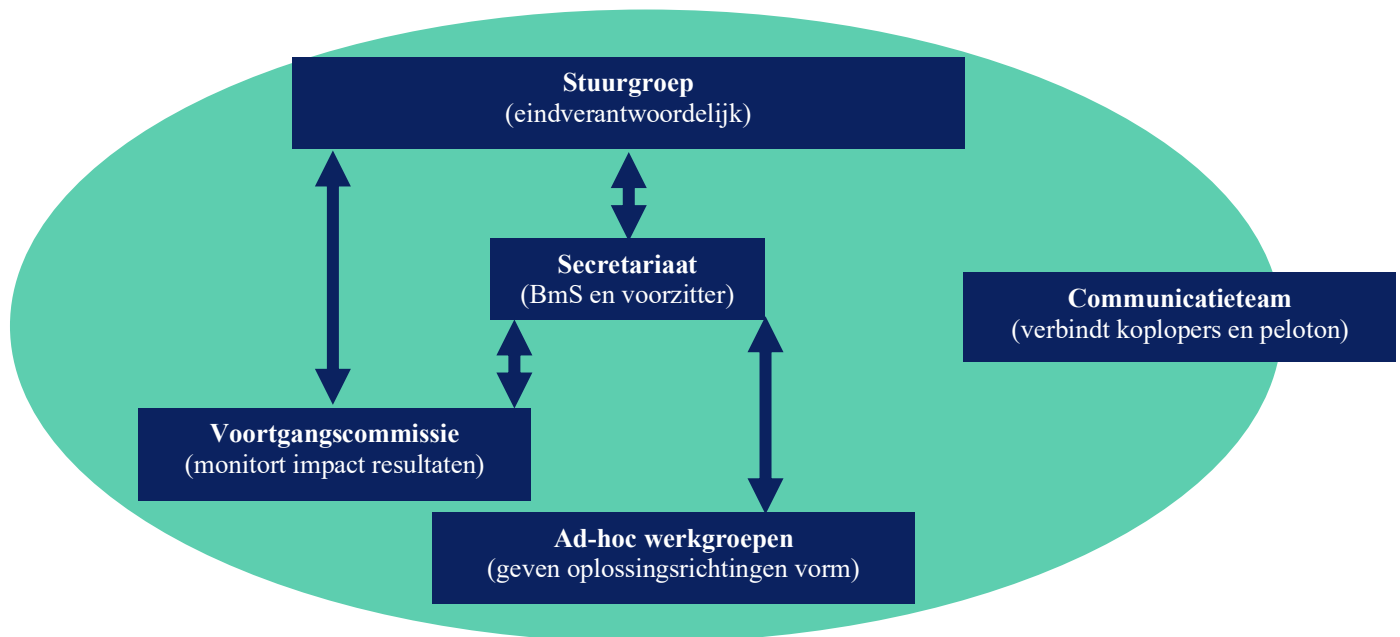 Stuurgroep
(eindverantwoordelijk)
Secretariaat
(BmS en voorzitter)
Communicatieteam
(verbindt koplopers en peloton)
Voortgangscommissie
(monitort impact resultaten)
Ad-hoc werkgroepen
(geven oplossingsrichtingen vorm)